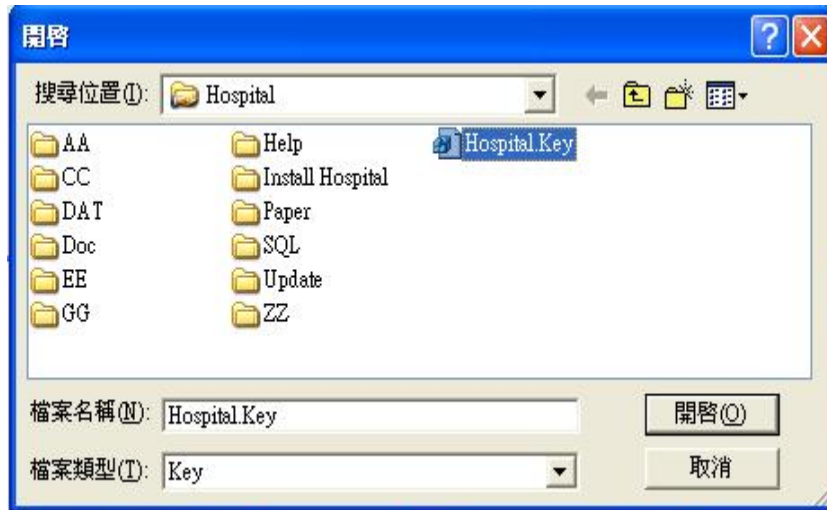 開啓
搜尋位置(I): Hospital
AA
CC
DAT
Doc
EE
GG
Help
Install Hospital
Paper
SQL
Update
ZZ
Hospital.Key
檔案名稱(N): Hospital.Key 開啓(O)
檔案類型(T): Key 取消